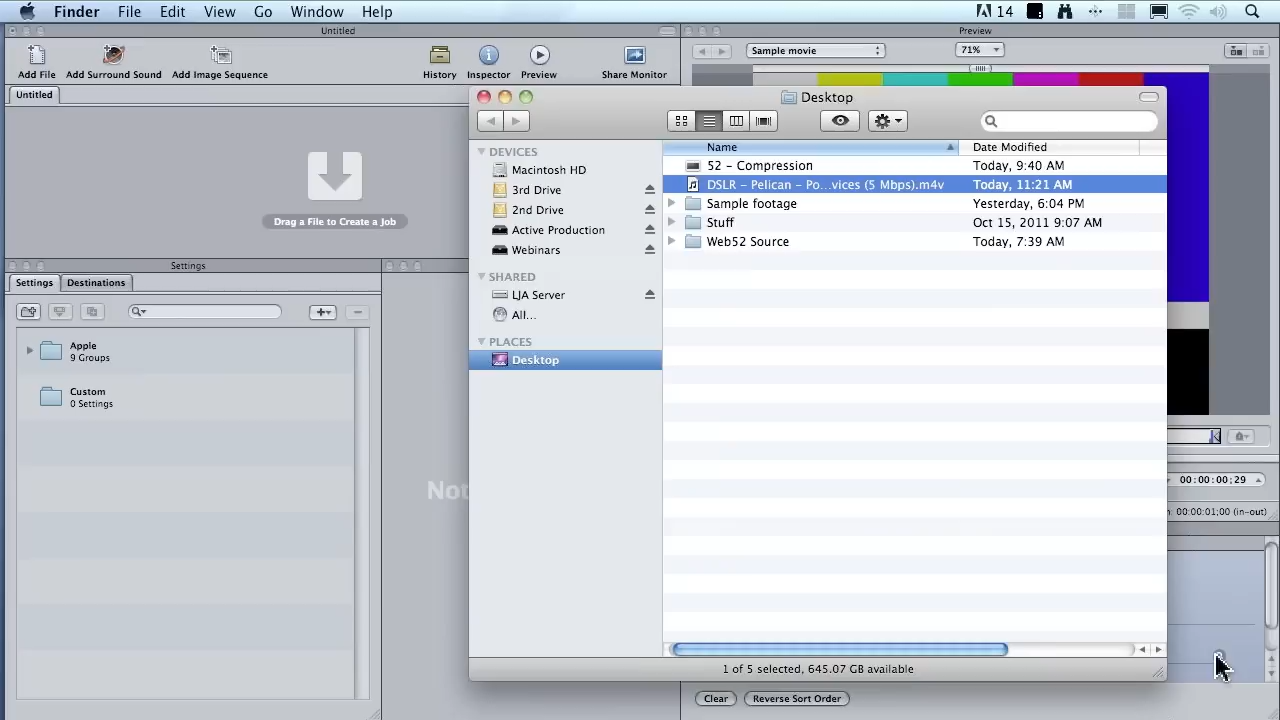 Finder File Edit View Go Window Help
14
Untitled
Preview
Add File
Add Surround Sound
Add Image Sequence
History
Inspector
Preview
Share Monitor
Sample movie
71%
Untitled
Drag a File to Create a Job
Settings
Settings
Destinations
Apple
9 Groups
Custom
0 Settings
Not
Desktop
DEVICES
Macintosh HD
3rd Drive
2nd Drive
Active Production
Webinars
SHARED
LJA Server
All...
PLACES
Desktop
Name Date Modified
52 – Compression Today, 9:40 AM
DSLR – Pelican – Po...vices (5 Mbps).m4v Today, 11:21 AM
Sample footage Yesterday, 6:04 PM
Stuff Oct 15, 2011 9:07 AM
Web52 Source Today, 7:39 AM
1 of 5 selected, 645.07 GB available
00:00:00;29
00:00:01;00 (in-out)
Clear
Reverse Sort Order